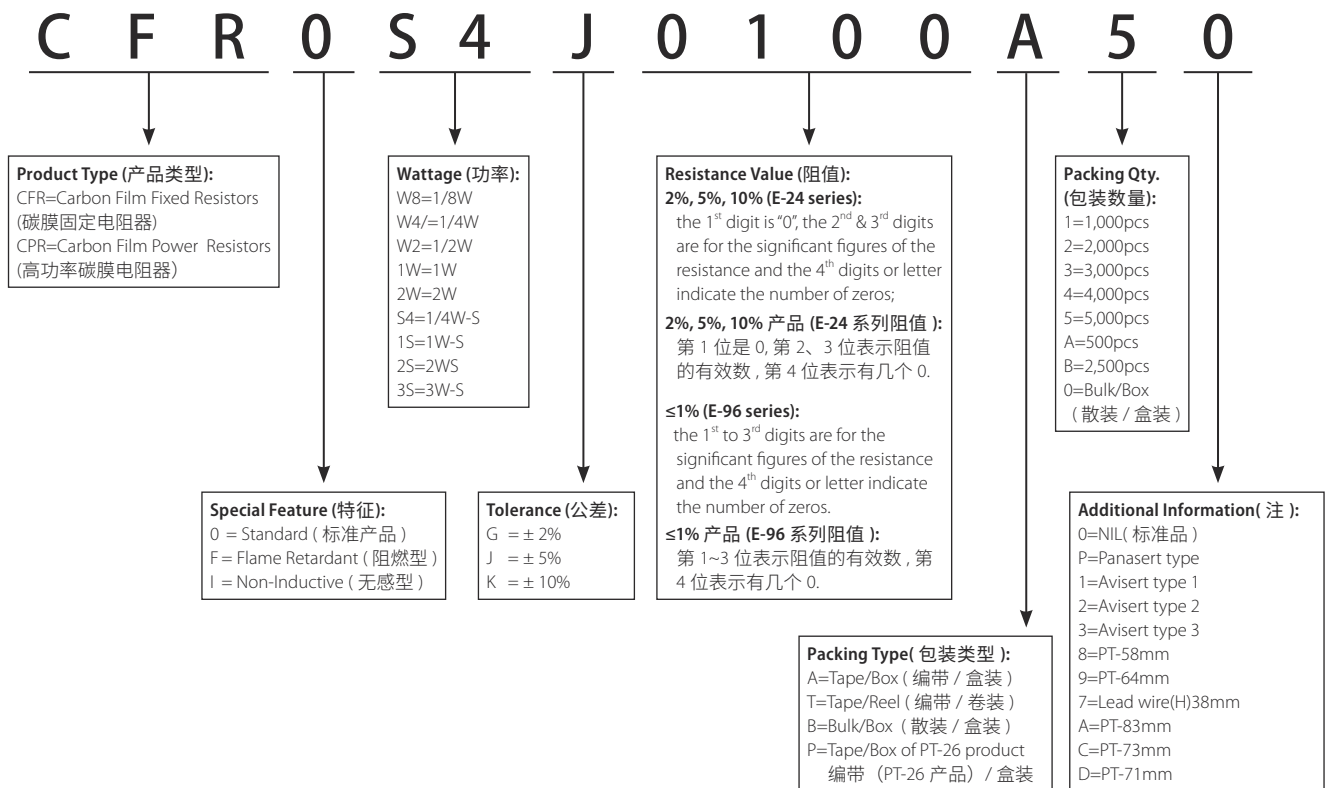 C F R 0 S 4 J 0 1 0 0 A 5 0
Product Type (产品类型):
CFR=Carbon Film Fixed Resistors
(碳膜固定电阻器)
CPR=Carbon Film Power Resistors
(高功率碳膜电阻器）
Wattage (功率):
W8=1/8W
W4/=1/4W
W2=1/2W
1W=1W
2W=2W
S4=1/4W-S
1S=1W-S
2S=2WS
3S=3W-S
Resistance Value (阻值):
2%, 5%, 10% (E-24 series):
the 1st digit is “0”, the 2nd & 3rd digits
are for the significant figures of the
resistance and the 4th digits or letter
indicate the number of zeros;
2%, 5%, 10% 产品 (E-24 系列阻值 ):
第 1 位是 0, 第 2、3 位表示阻值
的有效数 , 第 4 位表示有几个 0.
≤1% (E-96 series):
the 1st to 3rd digits are for the
significant figures of the resistance
and the 4th digits or letter indicate
the number of zeros.
≤1% 产品 (E-96 系列阻值 ):
第 1~3 位表示阻值的有效数 , 第
4 位表示有几个 0.
Packing Qty.
(包装数量):
1=1,000pcs
2=2,000pcs
3=3,000pcs
4=4,000pcs
5=5,000pcs
A=500pcs
B=2,500pcs
0=Bulk/Box
（散装 / 盒装）
Special Feature (特征):
0 = Standard ( 标准产品 )
F = Flame Retardant ( 阻燃型 )
I = Non-Inductive ( 无感型 )
Tolerance (公差):
G = ± 2%
J = ± 5%
K = ± 10%
Packing Type( 包装类型 ):
A=Tape/Box ( 编带 / 盒装 )
T=Tape/Reel ( 编带 / 卷装 )
B=Bulk/Box ( 散装 / 盒装 )
P=Tape/Box of PT-26 product
编带（PT-26 产品）/ 盒装
Additional Information( 注 ):
0=NIL( 标准品 )
P=Panasert type
1=Avisert type 1
2=Avisert type 2
3=Avisert type 3
8=PT-58mm
9=PT-64mm
7=Lead wire(H)38mm
A=PT-83mm
C=PT-73mm
D=PT-71mm